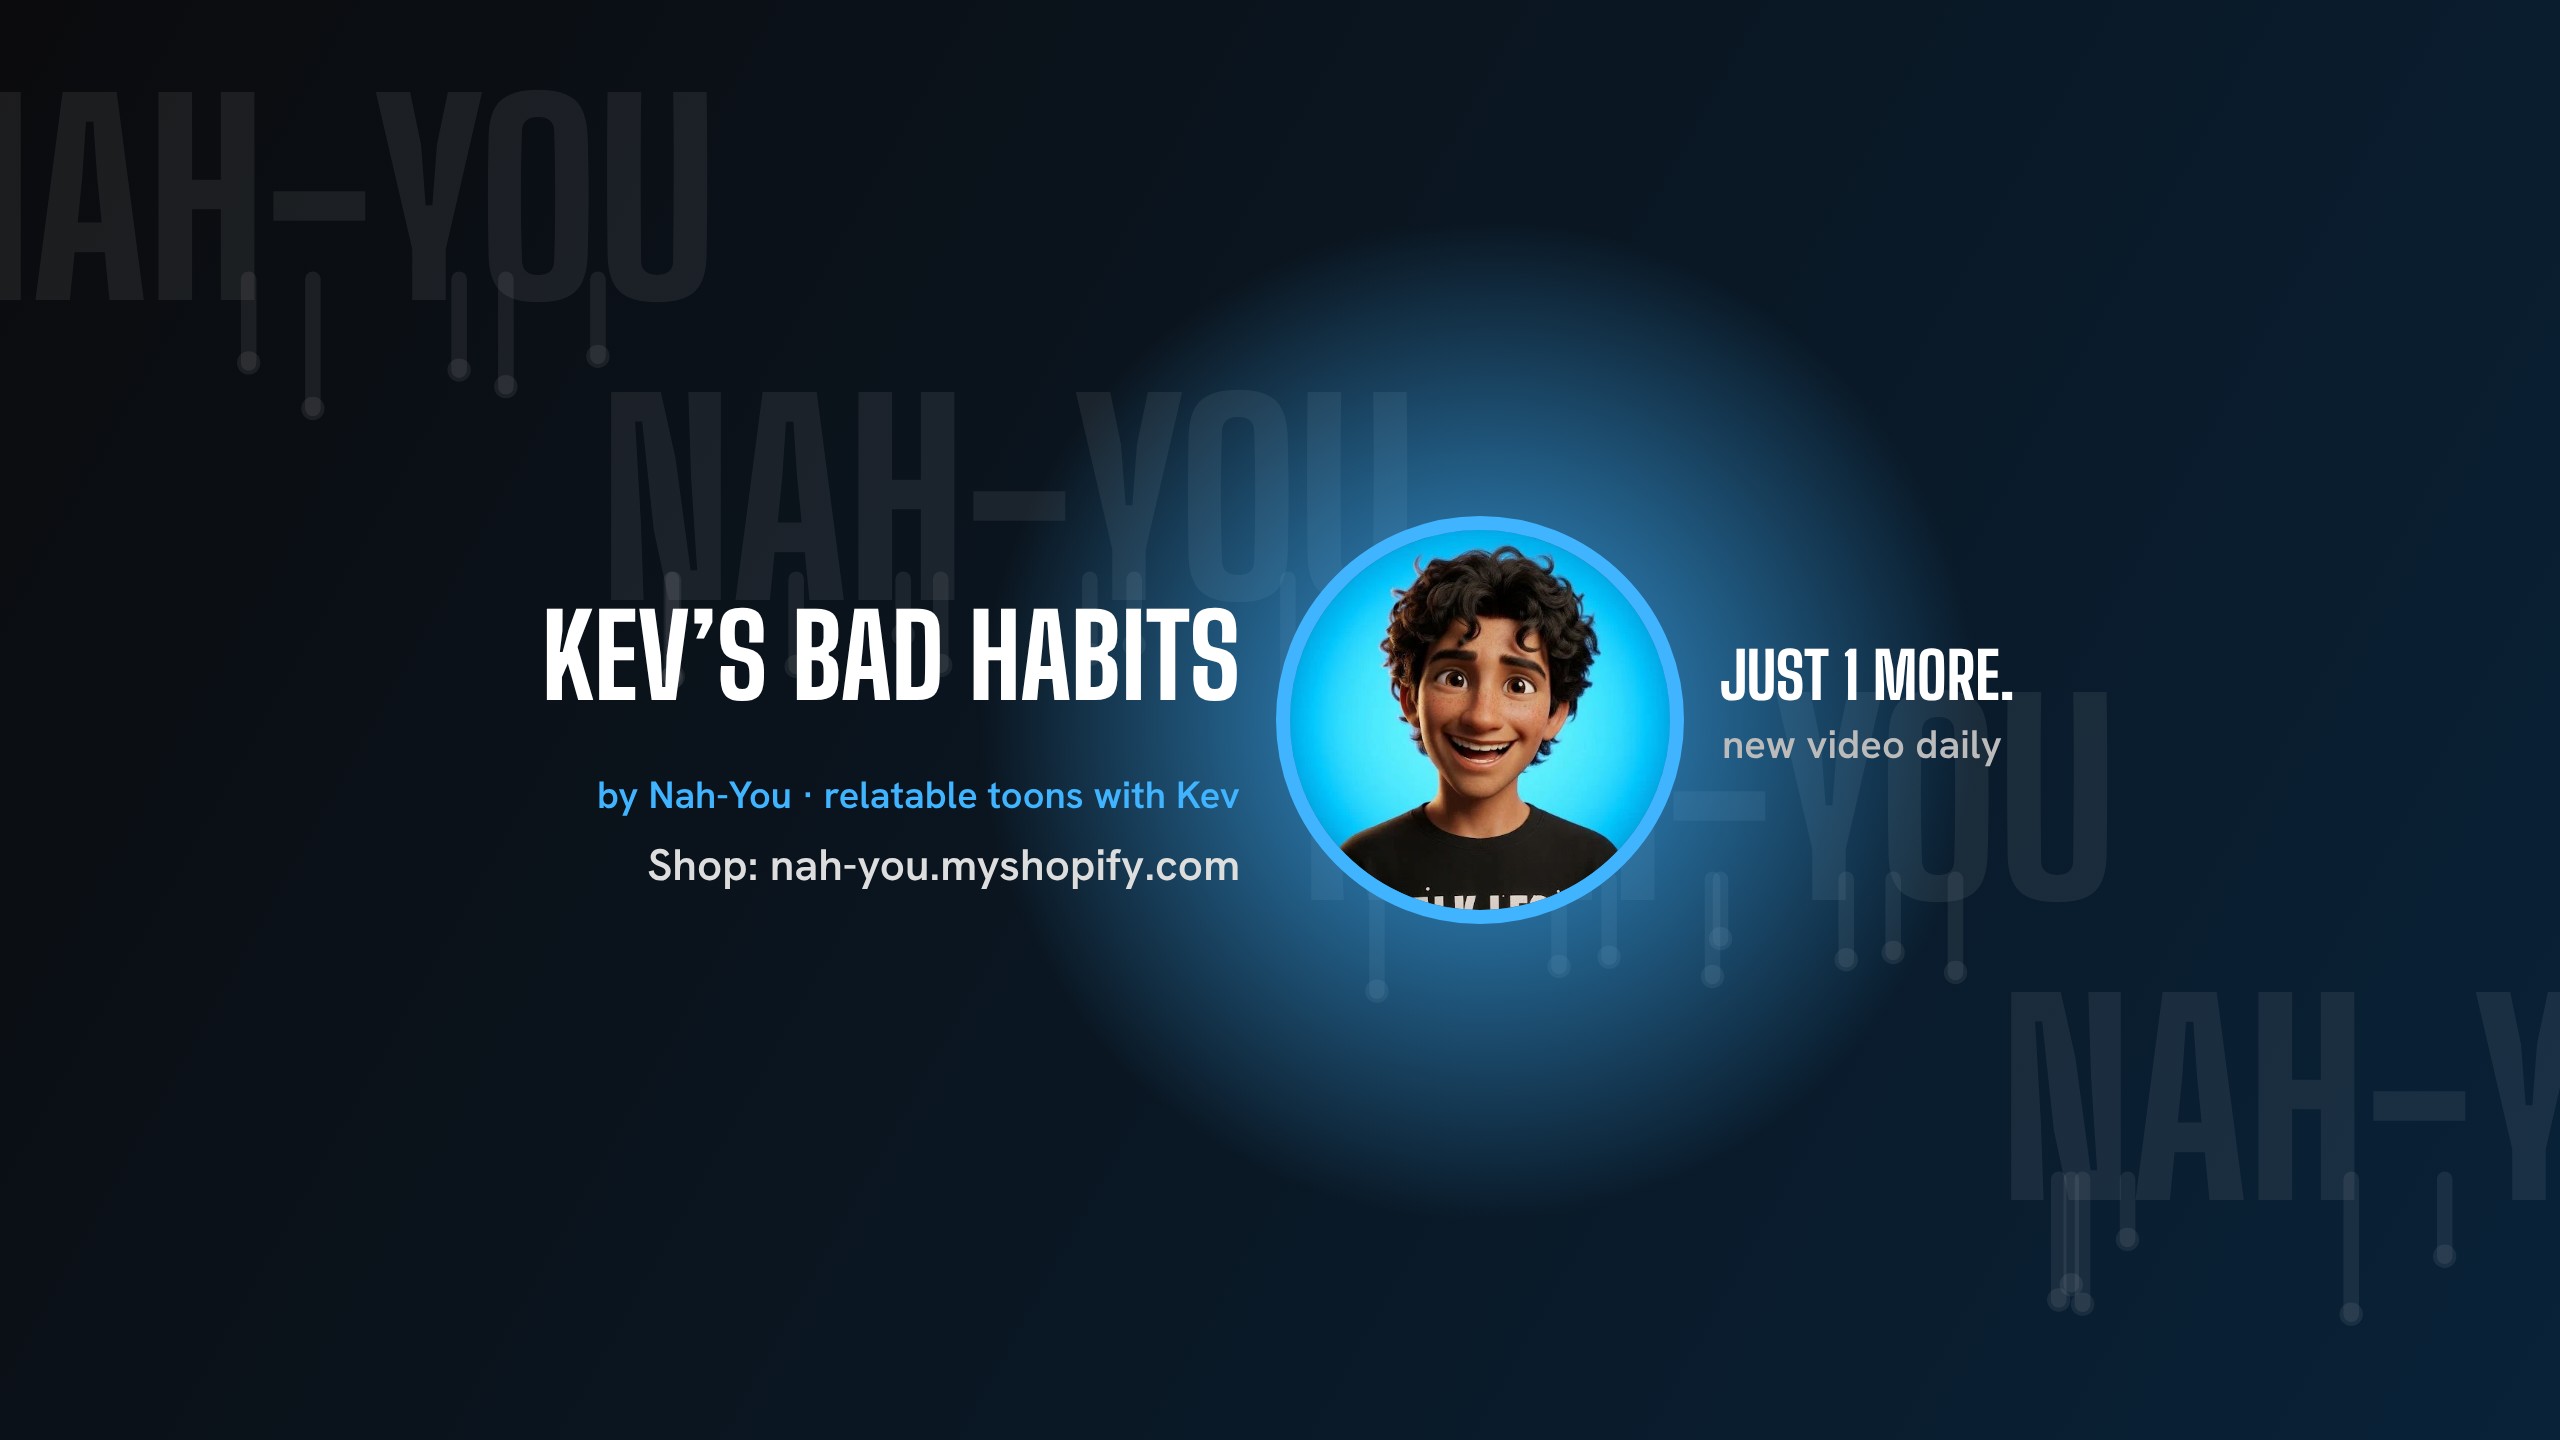 NAH-YOU
NAH-YOU
KEV'S BAD HABITS
by Nah-You · relatable toons with Kev
Shop: nah-you.myshopify.com
JUST 1 MORE.
new video daily
-YOU
NAH-Y